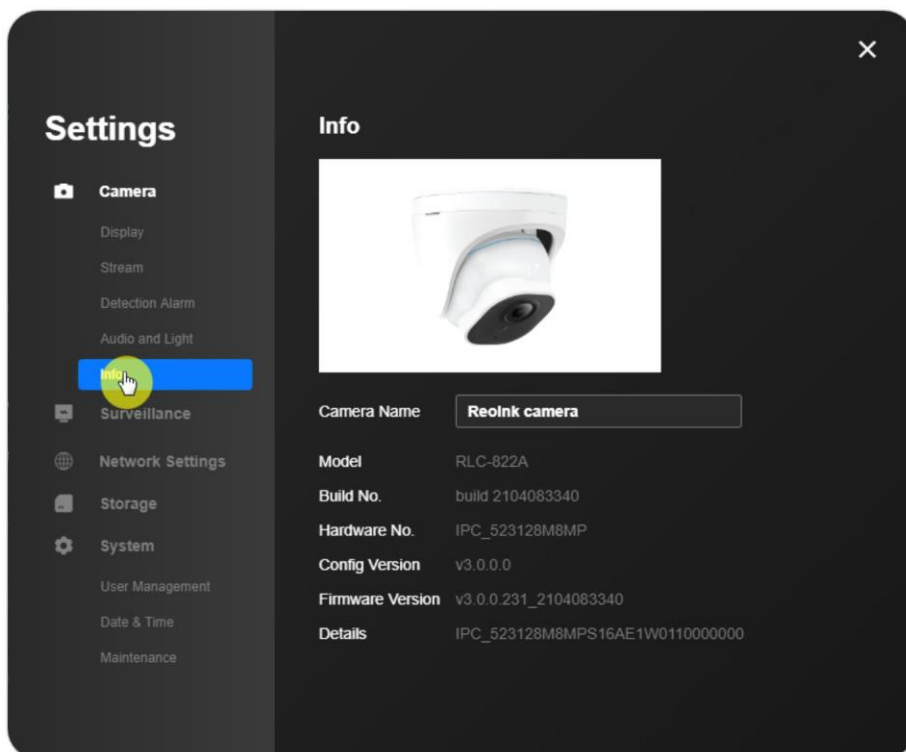 Settings
Camera
Display
Stream
Detection Alarm
Audio and Light
Info
Surveillance
Network Settings
Storage
System
User Management
Date & Time
Maintenance
Info
Camera Name Reolnk camera
Model RLC-822A
Build No. build 2104083340
Hardware No. IPC_523128M8MP
Config Version v3.0.0.0
Firmware Version v3.0.0.231_2104083340
Details IPC_523128M8MPS16AE1W0110000000